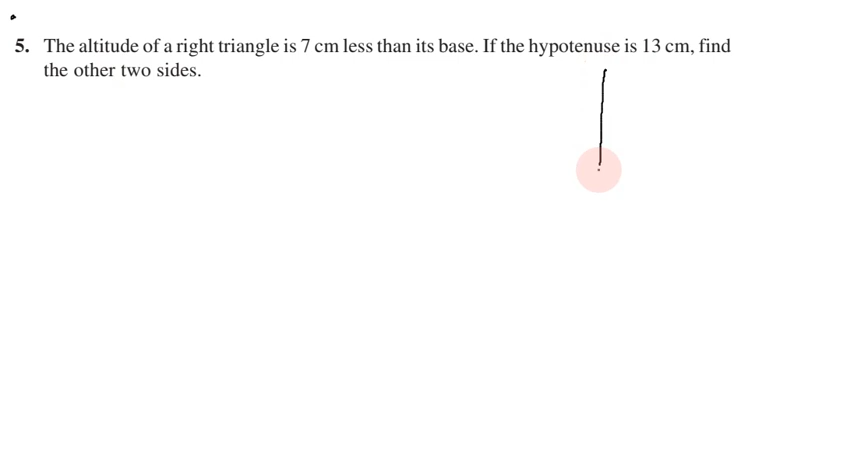 5. The altitude of a right triangle is 7 cm less than its base. If the hypotenuse is 13 cm, find
the other two sides.